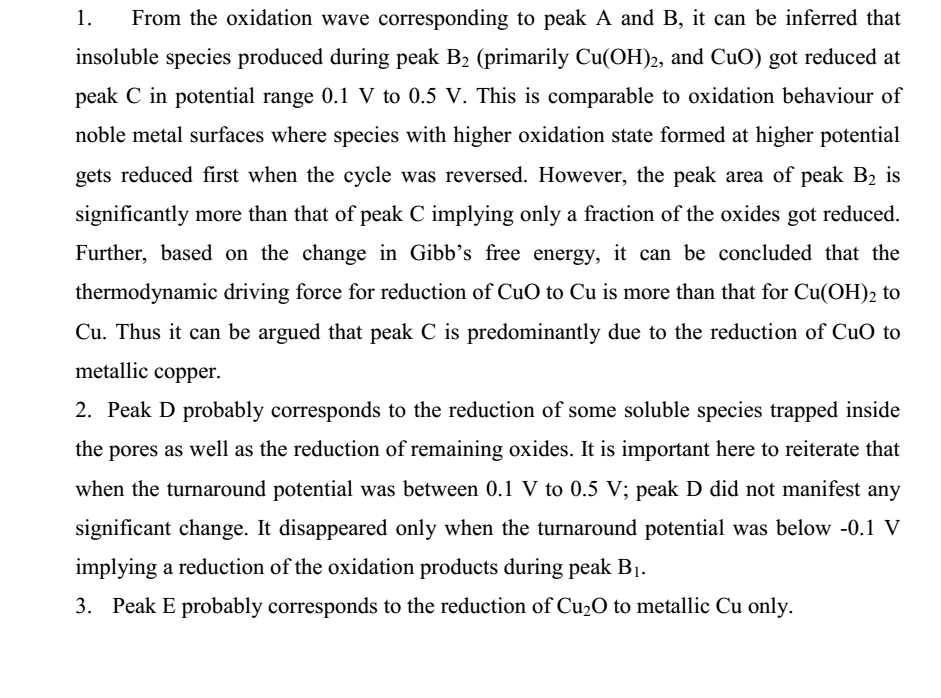 1. From the oxidation wave corresponding to peak A and B, it can be inferred that
insoluble species produced during peak B₂ (primarily Cu(OH)₂, and CuO) got reduced at
peak C in potential range 0.1 V to 0.5 V. This is comparable to oxidation behaviour of
noble metal surfaces where species with higher oxidation state formed at higher potential
gets reduced first when the cycle was reversed. However, the peak area of peak B₂ is
significantly more than that of peak C implying only a fraction of the oxides got reduced.
Further, based on the change in Gibb's free energy, it can be concluded that the
thermodynamic driving force for reduction of CuO to Cu is more than that for Cu(OH)₂ to
Cu. Thus it can be argued that peak C is predominantly due to the reduction of CuO to
metallic copper.
2. Peak D probably corresponds to the reduction of some soluble species trapped inside
the pores as well as the reduction of remaining oxides. It is important here to reiterate that
when the turnaround potential was between 0.1 V to 0.5 V; peak D did not manifest any
significant change. It disappeared only when the turnaround potential was below -0.1 V
implying a reduction of the oxidation products during peak B₁.
3. Peak E probably corresponds to the reduction of Cu₂O to metallic Cu only.